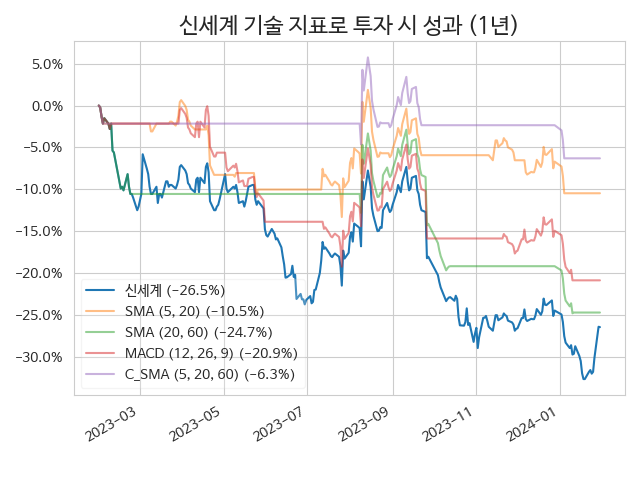 신세계 기술 지표로 투자 시 성과 (1년)
5.0%
0.0%
−5.0%
−10.0%
−15.0%
−20.0%
−25.0%
−30.0%
신세계 (−26.5%)
SMA (5, 20) (−10.5%)
SMA (20, 60) (−24.7%)
MACD (12, 26, 9) (−20.9%)
C_SMA (5, 20, 60) (−6.3%)
2023−03
2023−05
2023−07
2023−09
2023−11
2024−01